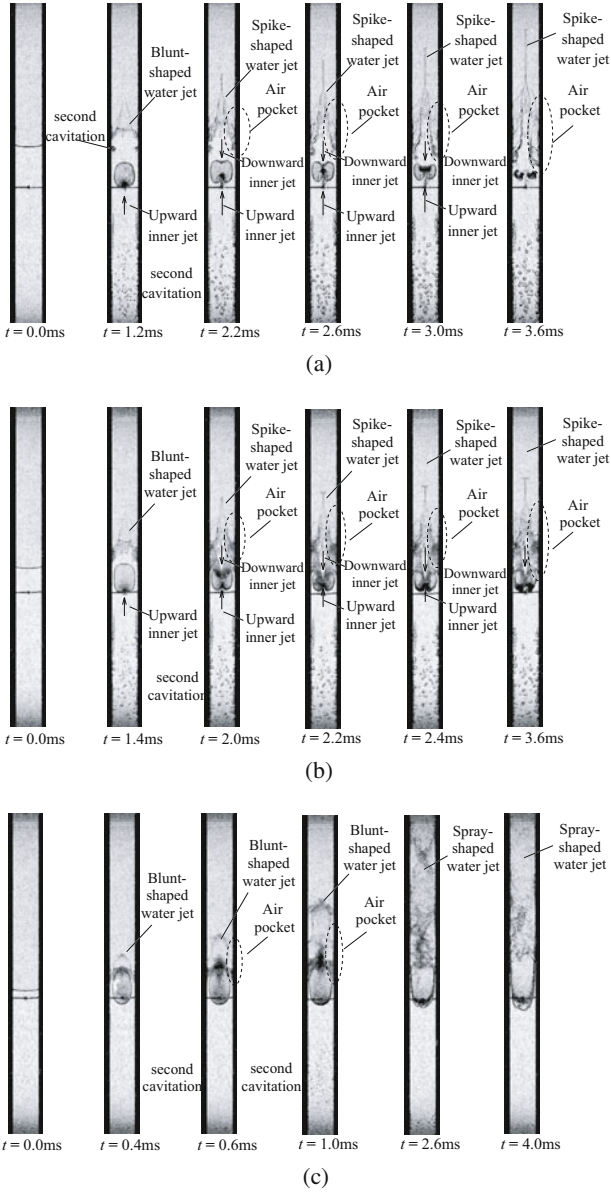 Blunt-
shaped
water jet
second
cavitation
Upward
inner jet
second
cavitation
Spike-
shaped
water jet
Air
pocket
Downward
inner jet
Upward
inner jet
Spike-
shaped
water jet
Air
pocket
Downward
inner jet
Upward
inner jet
Spike-
shaped
water jet
Air
pocket
Downward
inner jet
Upward
inner jet
Spike-
shaped
water jet
Air
pocket
t = 0.0ms
t = 1.2ms
t = 2.2ms
t = 2.6ms
t = 3.0ms
t = 3.6ms
(a)
Blunt-
shaped
water jet
Upward
inner jet
second
cavitation
Spike-
shaped
water jet
Air
pocket
Downward
inner jet
Upward
inner jet
Spike-
shaped
water jet
Air
pocket
Downward
inner jet
Upward
inner jet
Spike-
shaped
water jet
Air
pocket
Downward
inner jet
Upward
inner jet
Spike-
shaped
water jet
Air
pocket
t = 0.0ms
t = 1.4ms
t = 2.0ms
t = 2.2ms
t = 2.4ms
t = 3.6ms
(b)
Blunt-
shaped
water jet
second
cavitation
Blunt-
shaped
water jet
Air
pocket
second
cavitation
Blunt-
shaped
water jet
Air
pocket
Spray-
shaped
water jet
Spray-
shaped
water jet
t = 0.0ms
t = 0.4ms
t = 0.6ms
t = 1.0ms
t = 2.6ms
t = 4.0ms
(c)